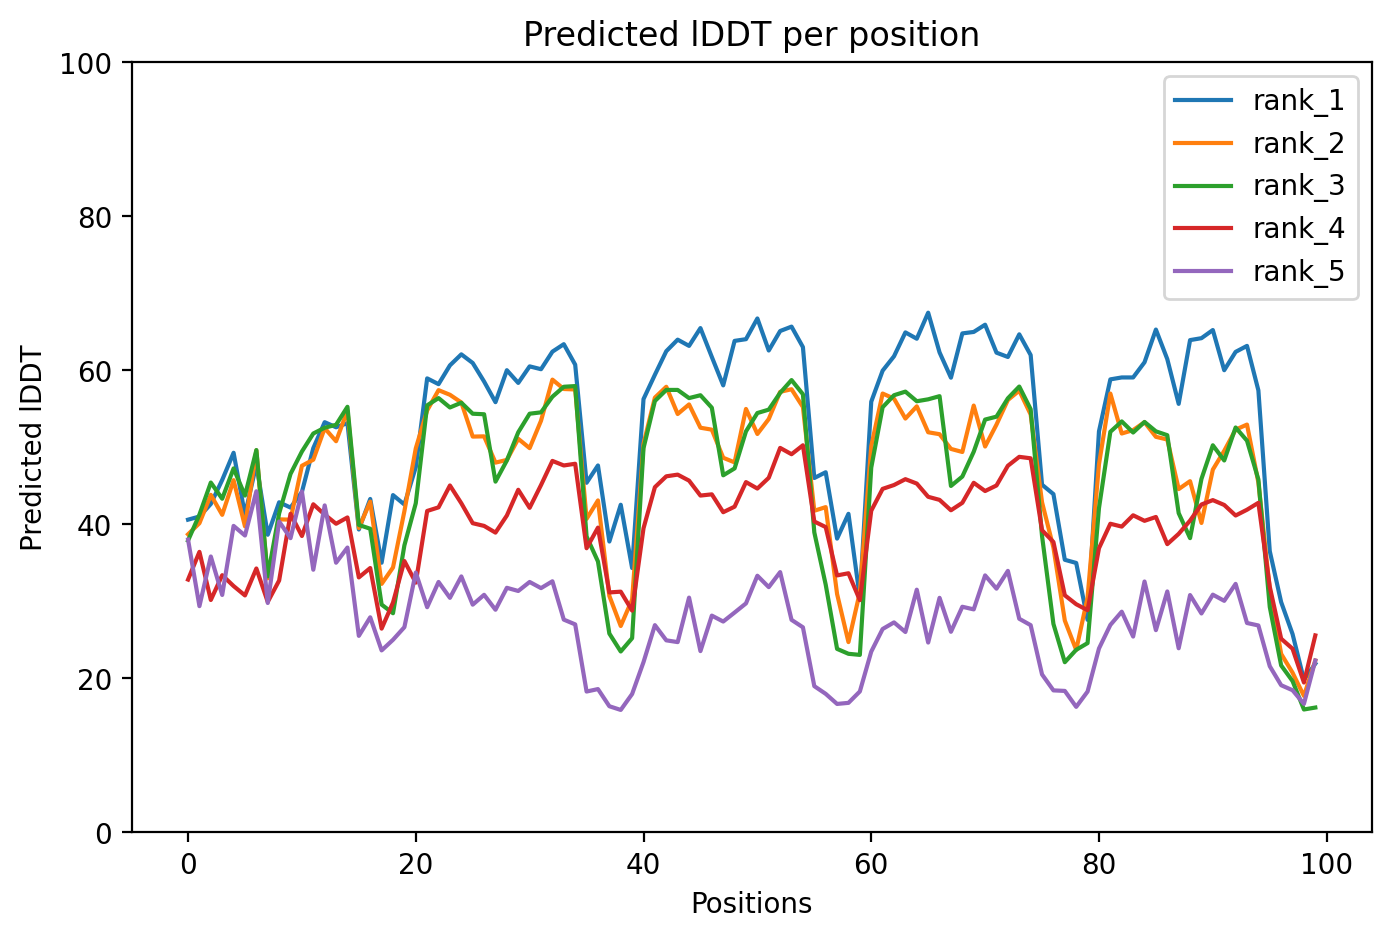 Predicted lDDT per position
100
80
60
40
20
0
Predicted lDDT
rank_1
rank_2
rank_3
rank_4
rank_5
0 20 40 60 80 100
Positions